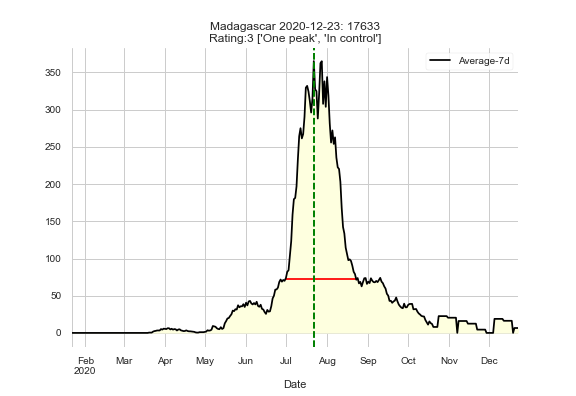 Madagascar 2020-12-23: 17633
Rating:3 ['One peak', 'In control']
Average-7d
350
300
250
200
150
100
50
0
Feb Mar Apr May Jun Jul Aug Sep Oct Nov Dec
2020
Date